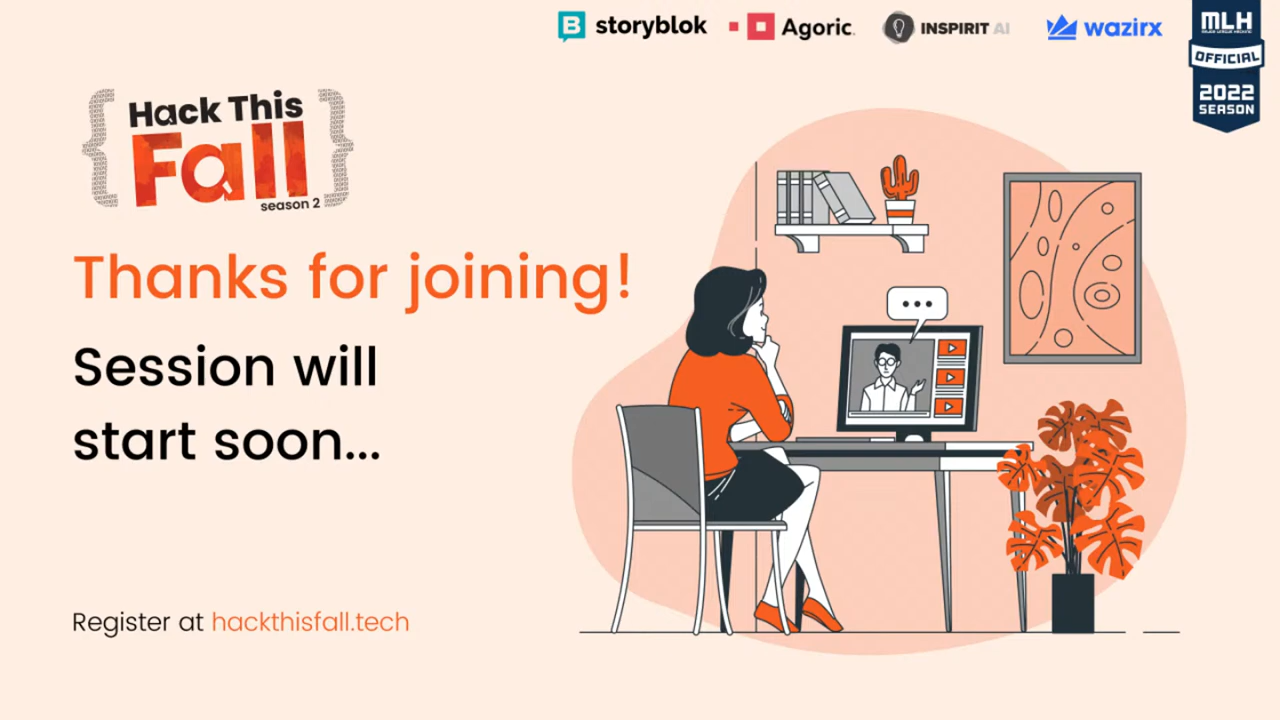 storyblok
Agoric
INSPIRIT AI
wazirx
MLH
OFFICIAL
2022
SEASON
Hack This
Fall
season 2
Thanks for joining!
Session will
start soon...
Register at hackthisfall.tech